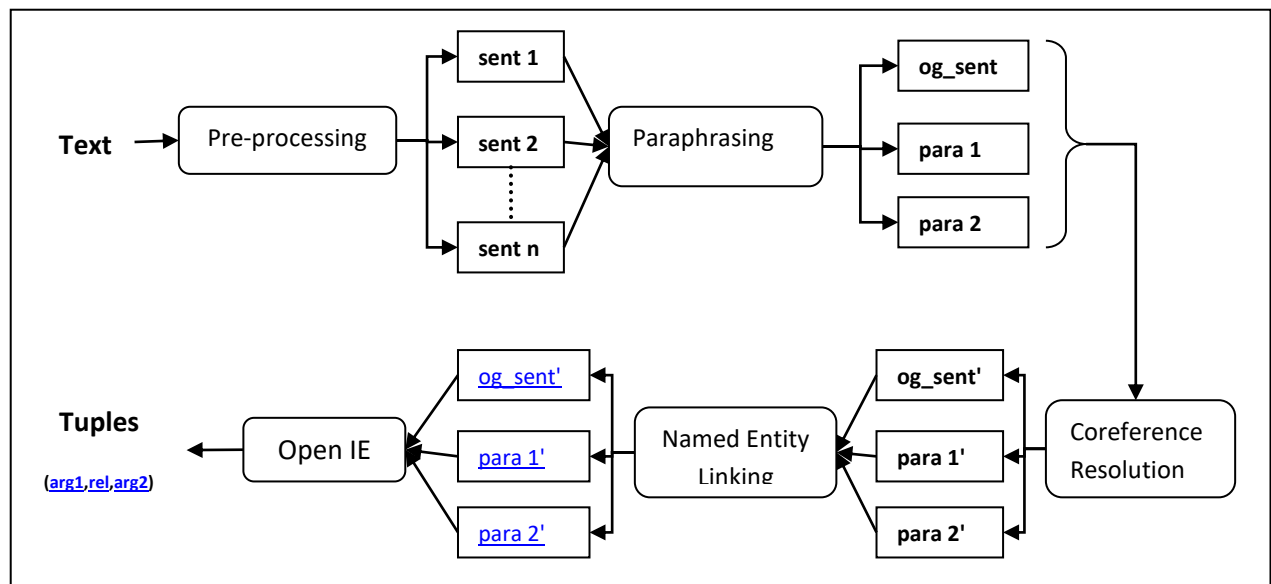 Text
Pre-processing
sent 1
sent 2
sent n
Paraphrasing
og_sent
para 1
para 2
Coreference
Resolution
og_sent'
para 1'
para 2'
Named Entity
Linking
og_sent'
para 1'
para 2'
Open IE
Tuples
(arg1,rel,arg2)